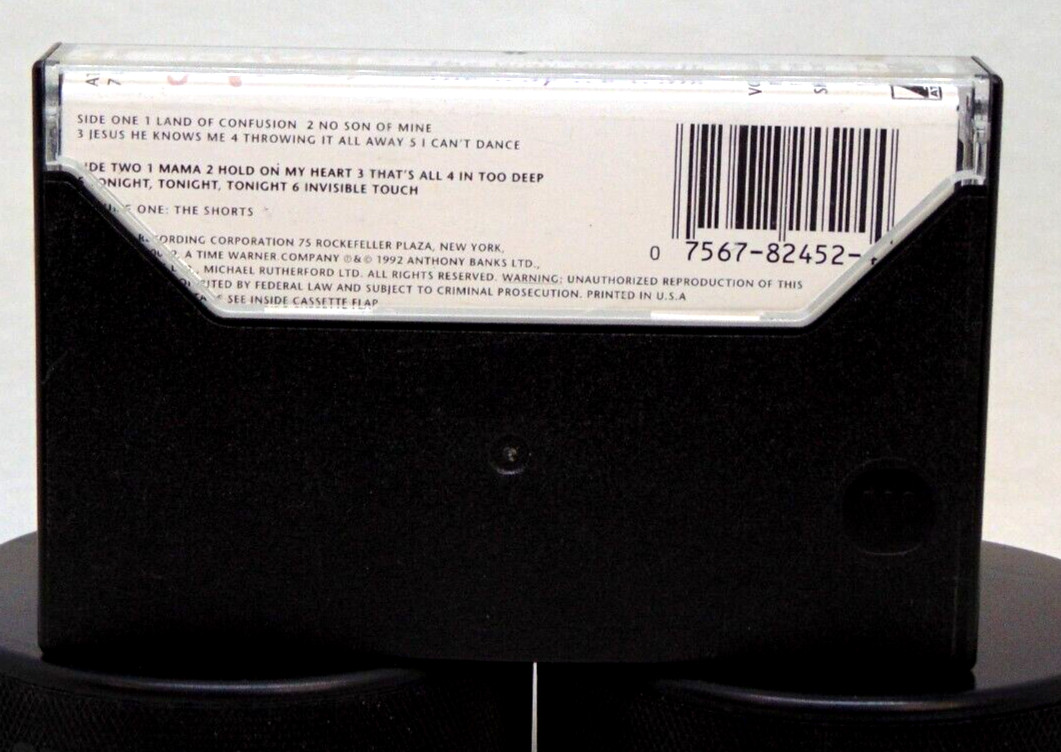 SIDE ONE 1 LAND OF CONFUSION 2 NO SON OF MINE
3 JESUS HE KNOWS ME 4 THROWING IT ALL AWAY 5 I CAN'T DANCE
TWO 1 MAMA 2 HOLD ON MY HEART 3 THAT'S ALL 4 IN TOO DEEP
TONIGHT, TONIGHT, 6 INVISIBLE TOUCH
ONE: THE SHORTS
CORPORATION 75 ROCKEFELLER PLAZA, NEW YORK,
A TIME WARNER COMPANY ℗&© 1992 ANTHONY BANKS LTD.,
MICHAEL RUTHERFORD LTD. ALL RIGHTS RESERVED. WARNING: UNAUTHORIZED REPRODUCTION OF THIS
BY FEDERAL LAW AND SUBJECT TO CRIMINAL PROSECUTION. PRINTED IN U.S.A
SEE INSIDE CASSETTE FLAP
0 7567-82452-